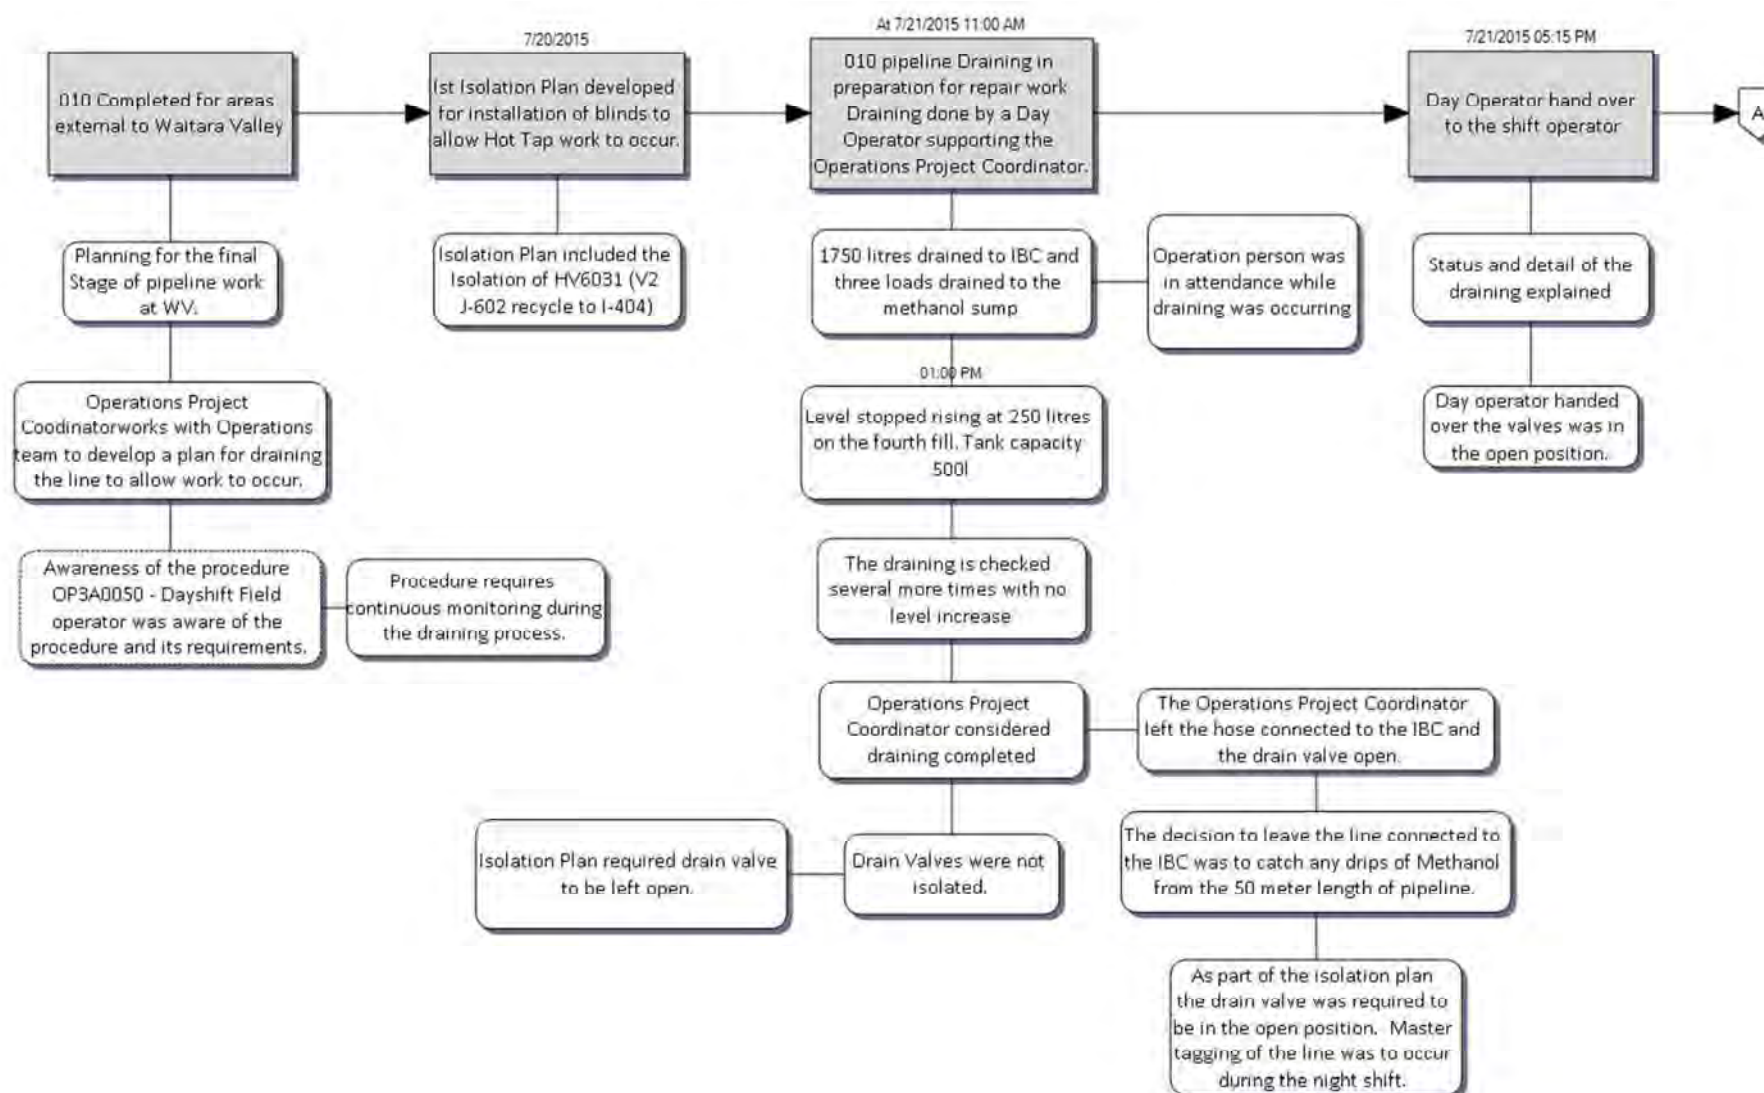 010 Completed for areas
external to Waitara Valley
7/20/2015
Ist Isolation Plan developed
for installation of blinds to
allow Hot Tap work to occur.
At 7/21/2015 11:00 AM
010 pipeline Draining in
preparation for repair work
Draining done by a Day
Operator supporting the
Operations Project Coordinator.
7/21/2015 05:15 PM
Day Operator hand over
to the shift operator
A
Planning for the final
Stage of pipeline work
at WV.
Operations Project
Coodinatorworks with Operations
team to develop a plan for draining
the line to allow work to occur.
Awareness of the procedure
OP3A0050 - Dayshift Field
operator was aware of the
procedure and its requirements.
Procedure requires
continuous monitoring during
the draining process.
Isolation Plan included the
Isolation of HV6031 (V2
J-602 recycle to I-404)
1750 litres drained to IBC and
three loads drained to the
methanol sump
Operation person was
in attendance while
draining was occurring
01:00 PM
Level stopped rising at 250 litres
on the fourth fill. Tank capacity
500l
The draining is checked
several more times with no
level increase
Operations Project
Coordinator considered
draining completed
The Operations Project Coordinator
left the hose connected to the IBC and
the drain valve open.
Isolation Plan required drain valve
to be left open.
Drain Valves were not
isolated.
The decision to leave the line connected to
the IBC was to catch any drips of Methanol
from the 50 meter length of pipeline.
As part of the isolation plan
the drain valve was required to
be in the open position. Master
tagging of the line was to occur
during the night shift.
Status and detail of the
draining explained
Day operator handed
over the valves was in
the open position.